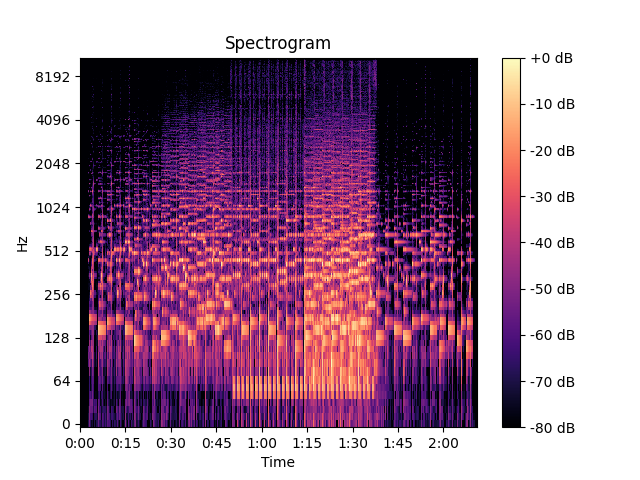 Spectrogram
8192
4096
2048
1024
512
256
128
64
0
Hz
0:00 0:15 0:30 0:45 1:00 1:15 1:30 1:45 2:00
Time
+0 dB
-10 dB
-20 dB
-30 dB
-40 dB
-50 dB
-60 dB
-70 dB
-80 dB